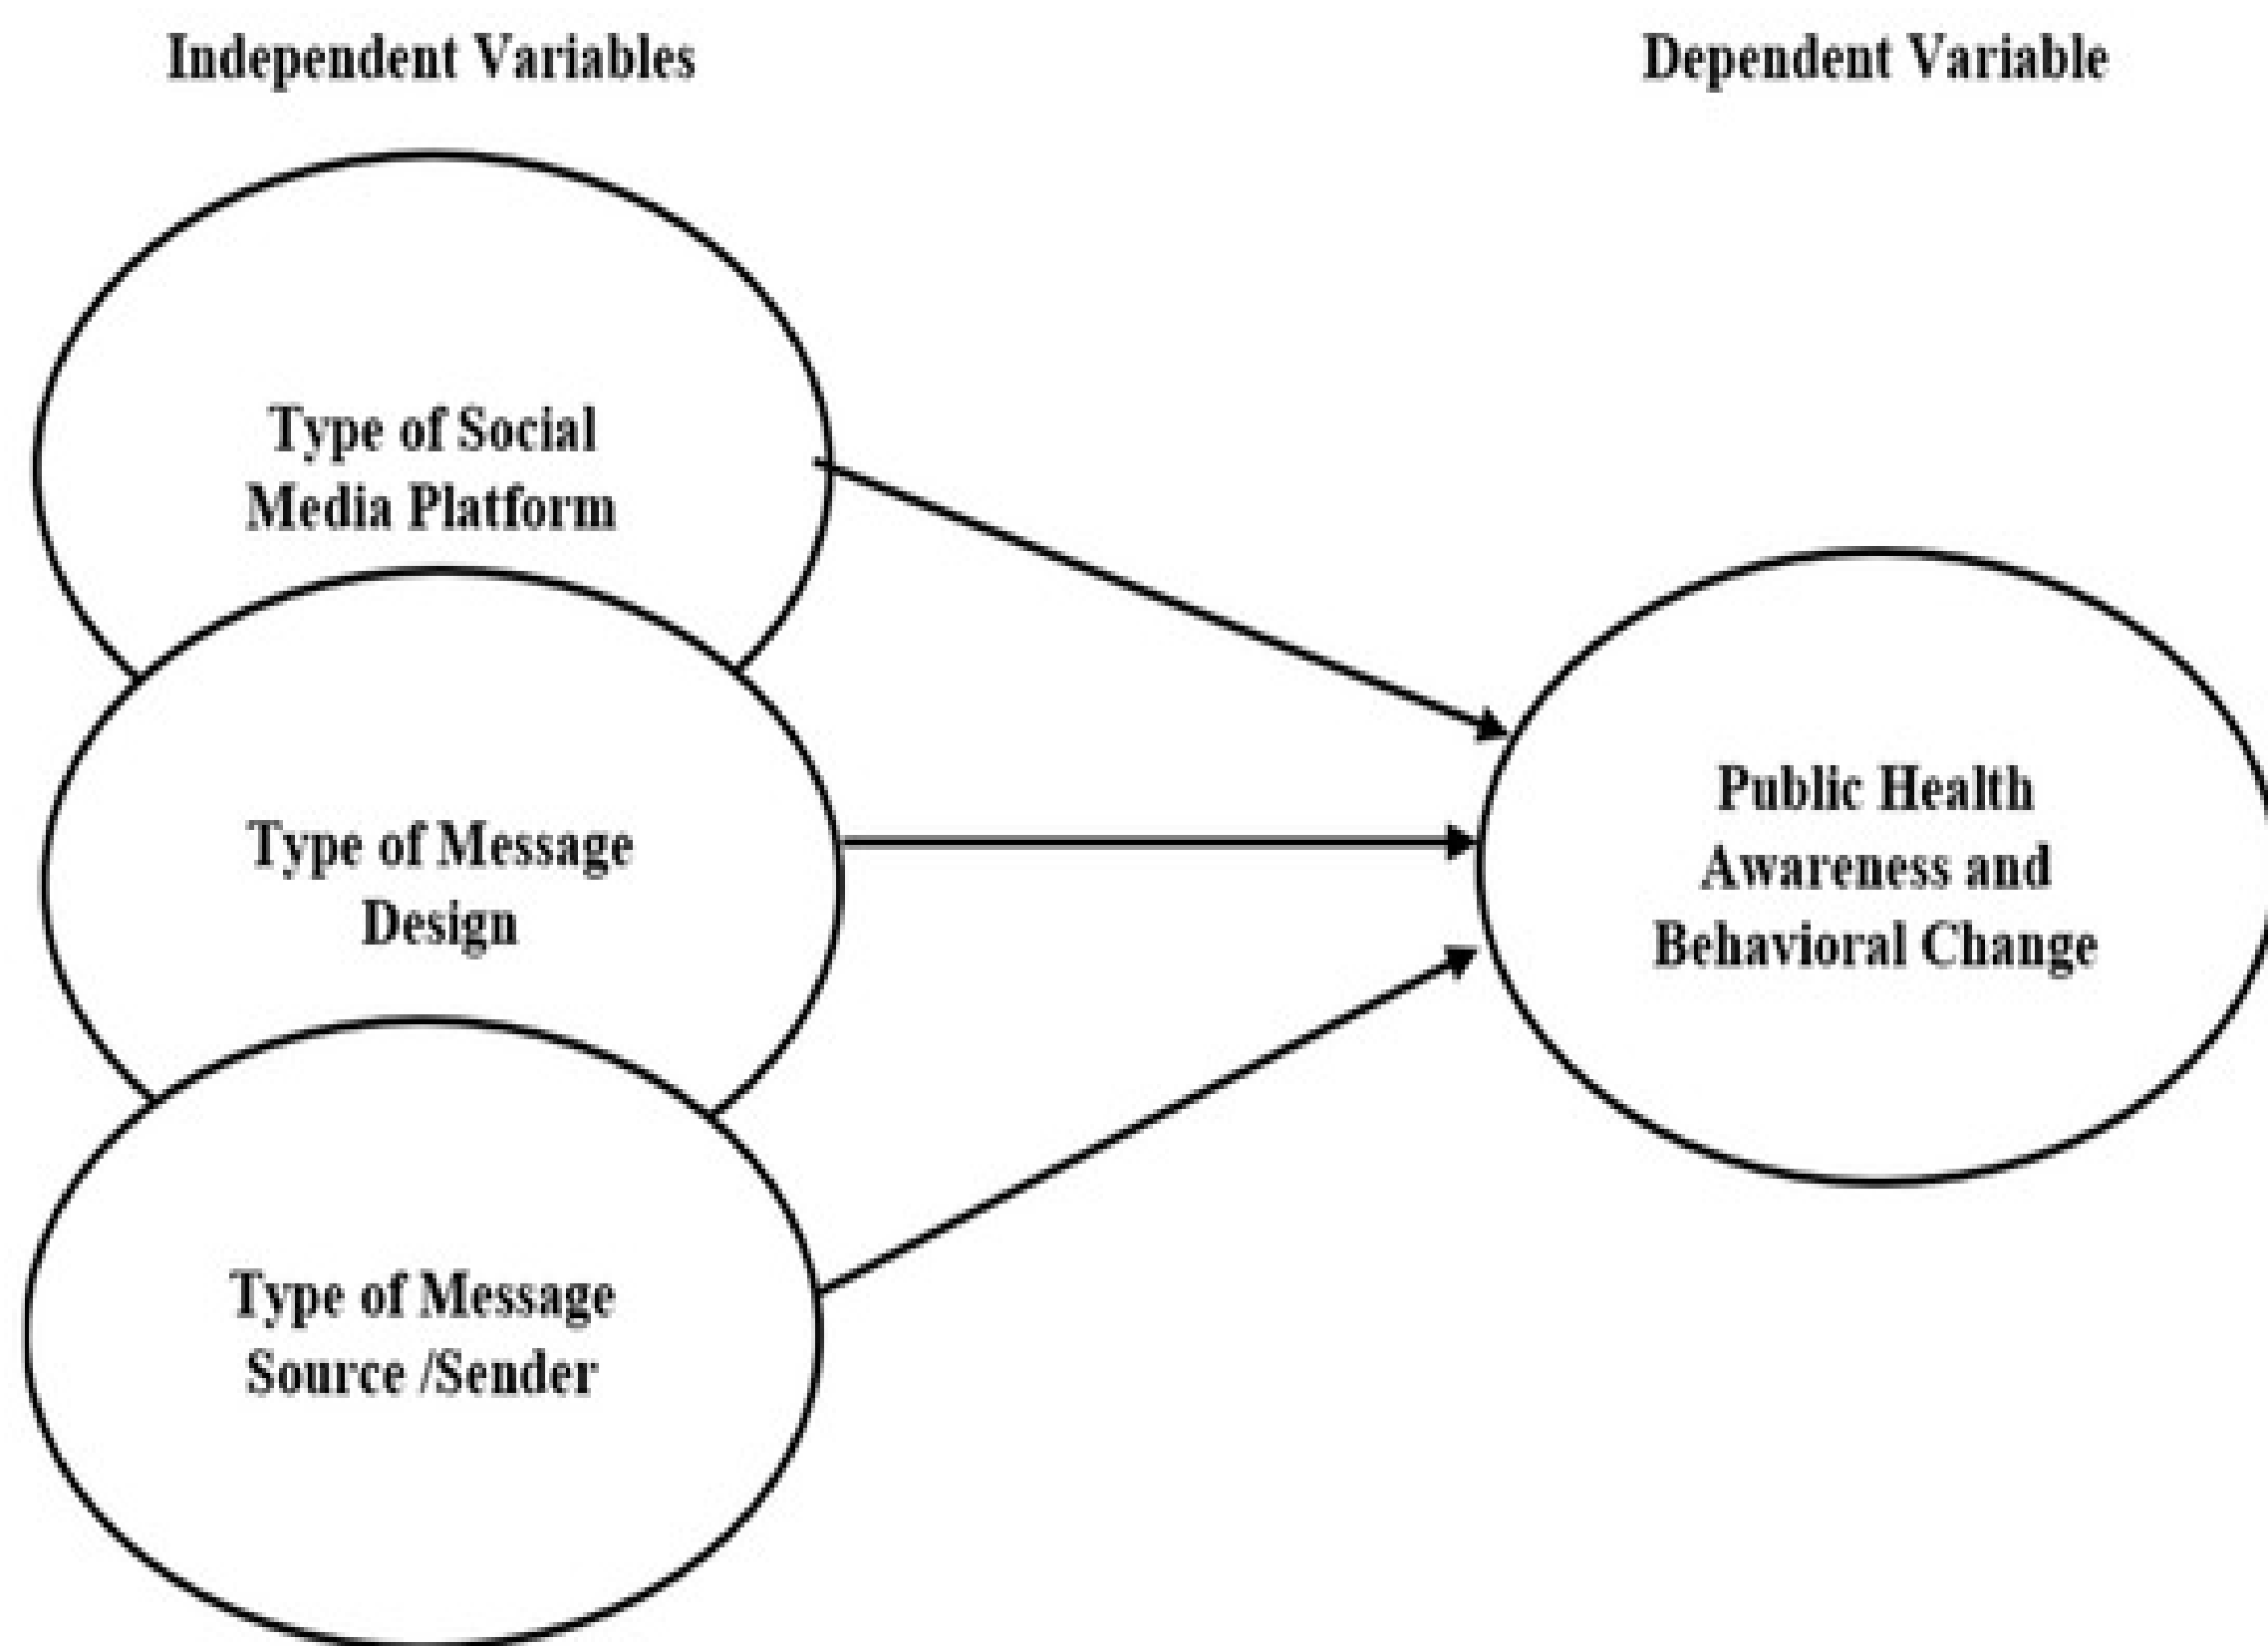 Independent Variables
Dependent Variable
Type of Social
Media Platform
Type of Message
Design
Type of Message
Source /Sender
Public Health
Awareness and
Behavioral Change